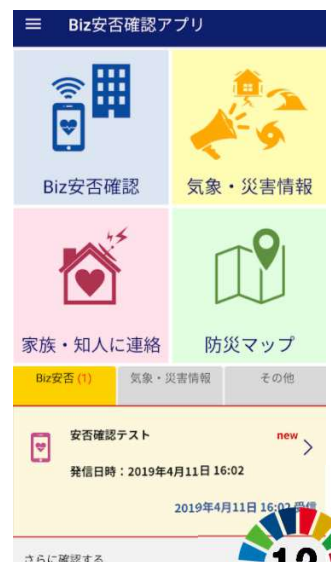 Biz安否確認アプリ
Biz安否確認
気象・災害情報
家族・知人に連絡
防災マップ
Biz安否 (1)
気象・災害情報
その他
安否確認テスト
new
発信日時：2019年4月11日 16:02
2019年4月11日 16:02 受信
さらに確認する
12